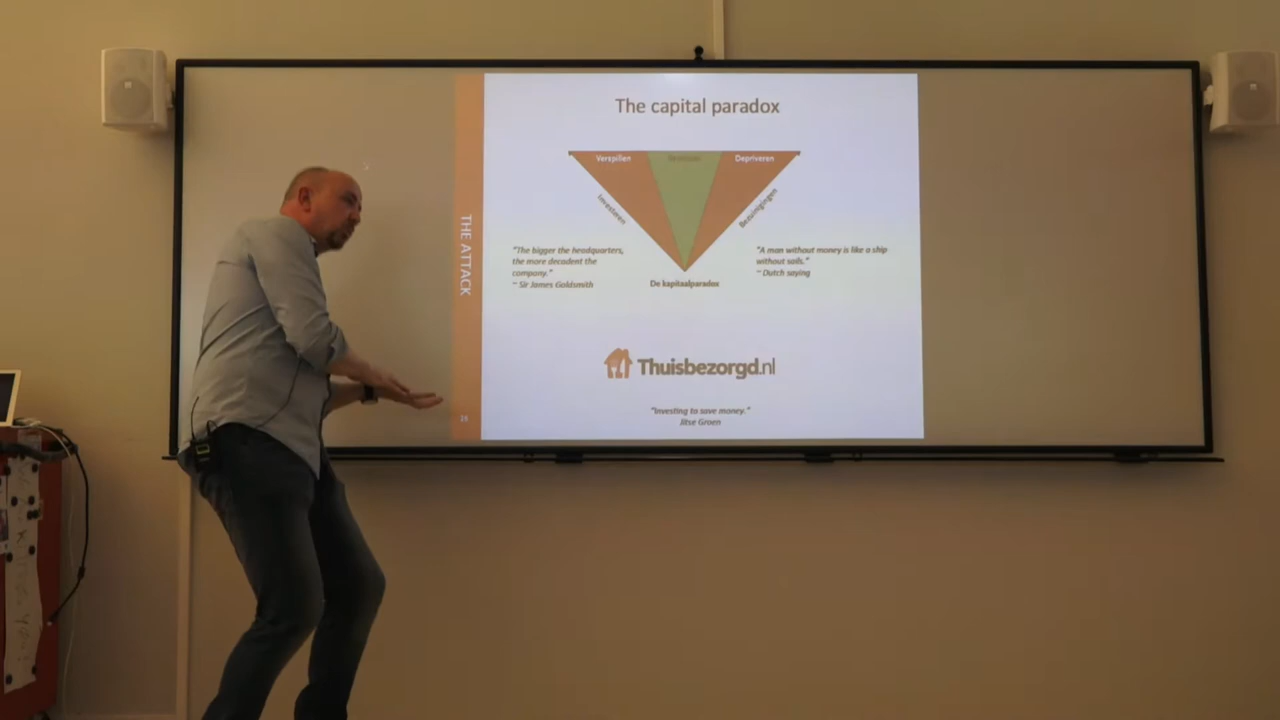 The capital paradox
Verspillen
Depriveren
Investeren
Bezuinigingen
"The bigger the headquarters,
the more decadent the
company."
~ Sir James Goldsmith
"A man without money is like a ship
without sails."
~ Dutch saying
De kapitaalparadox
THE ATTACK
Thuisbezorgd.nl
"Investing to save money."
Jitse Groen